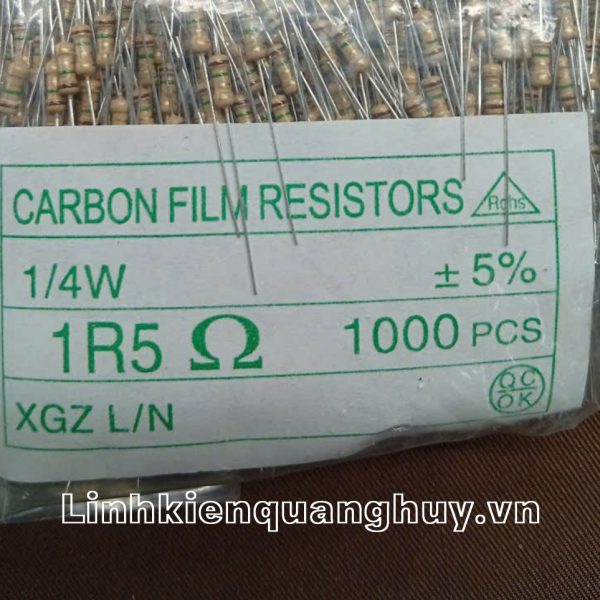 CARBON FILM RESISTORS Rohs
1/4W ± 5%
1R5 Ω 1000 PCS
XGZ L/N QC OK
Linhkienquanghuy.vn